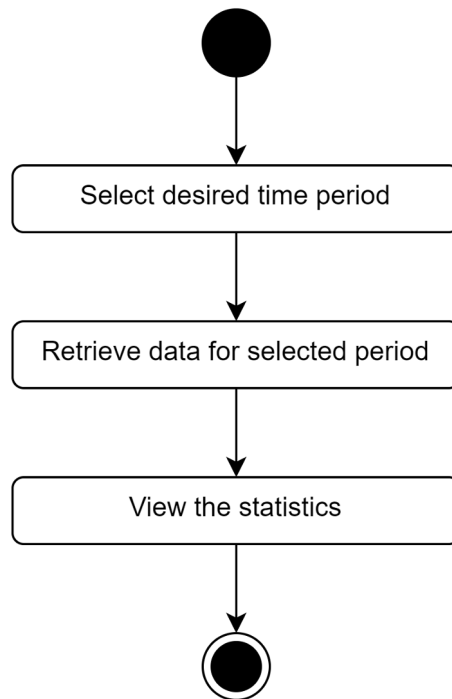 Select desired time period
Retrieve data for selected period
View the statistics